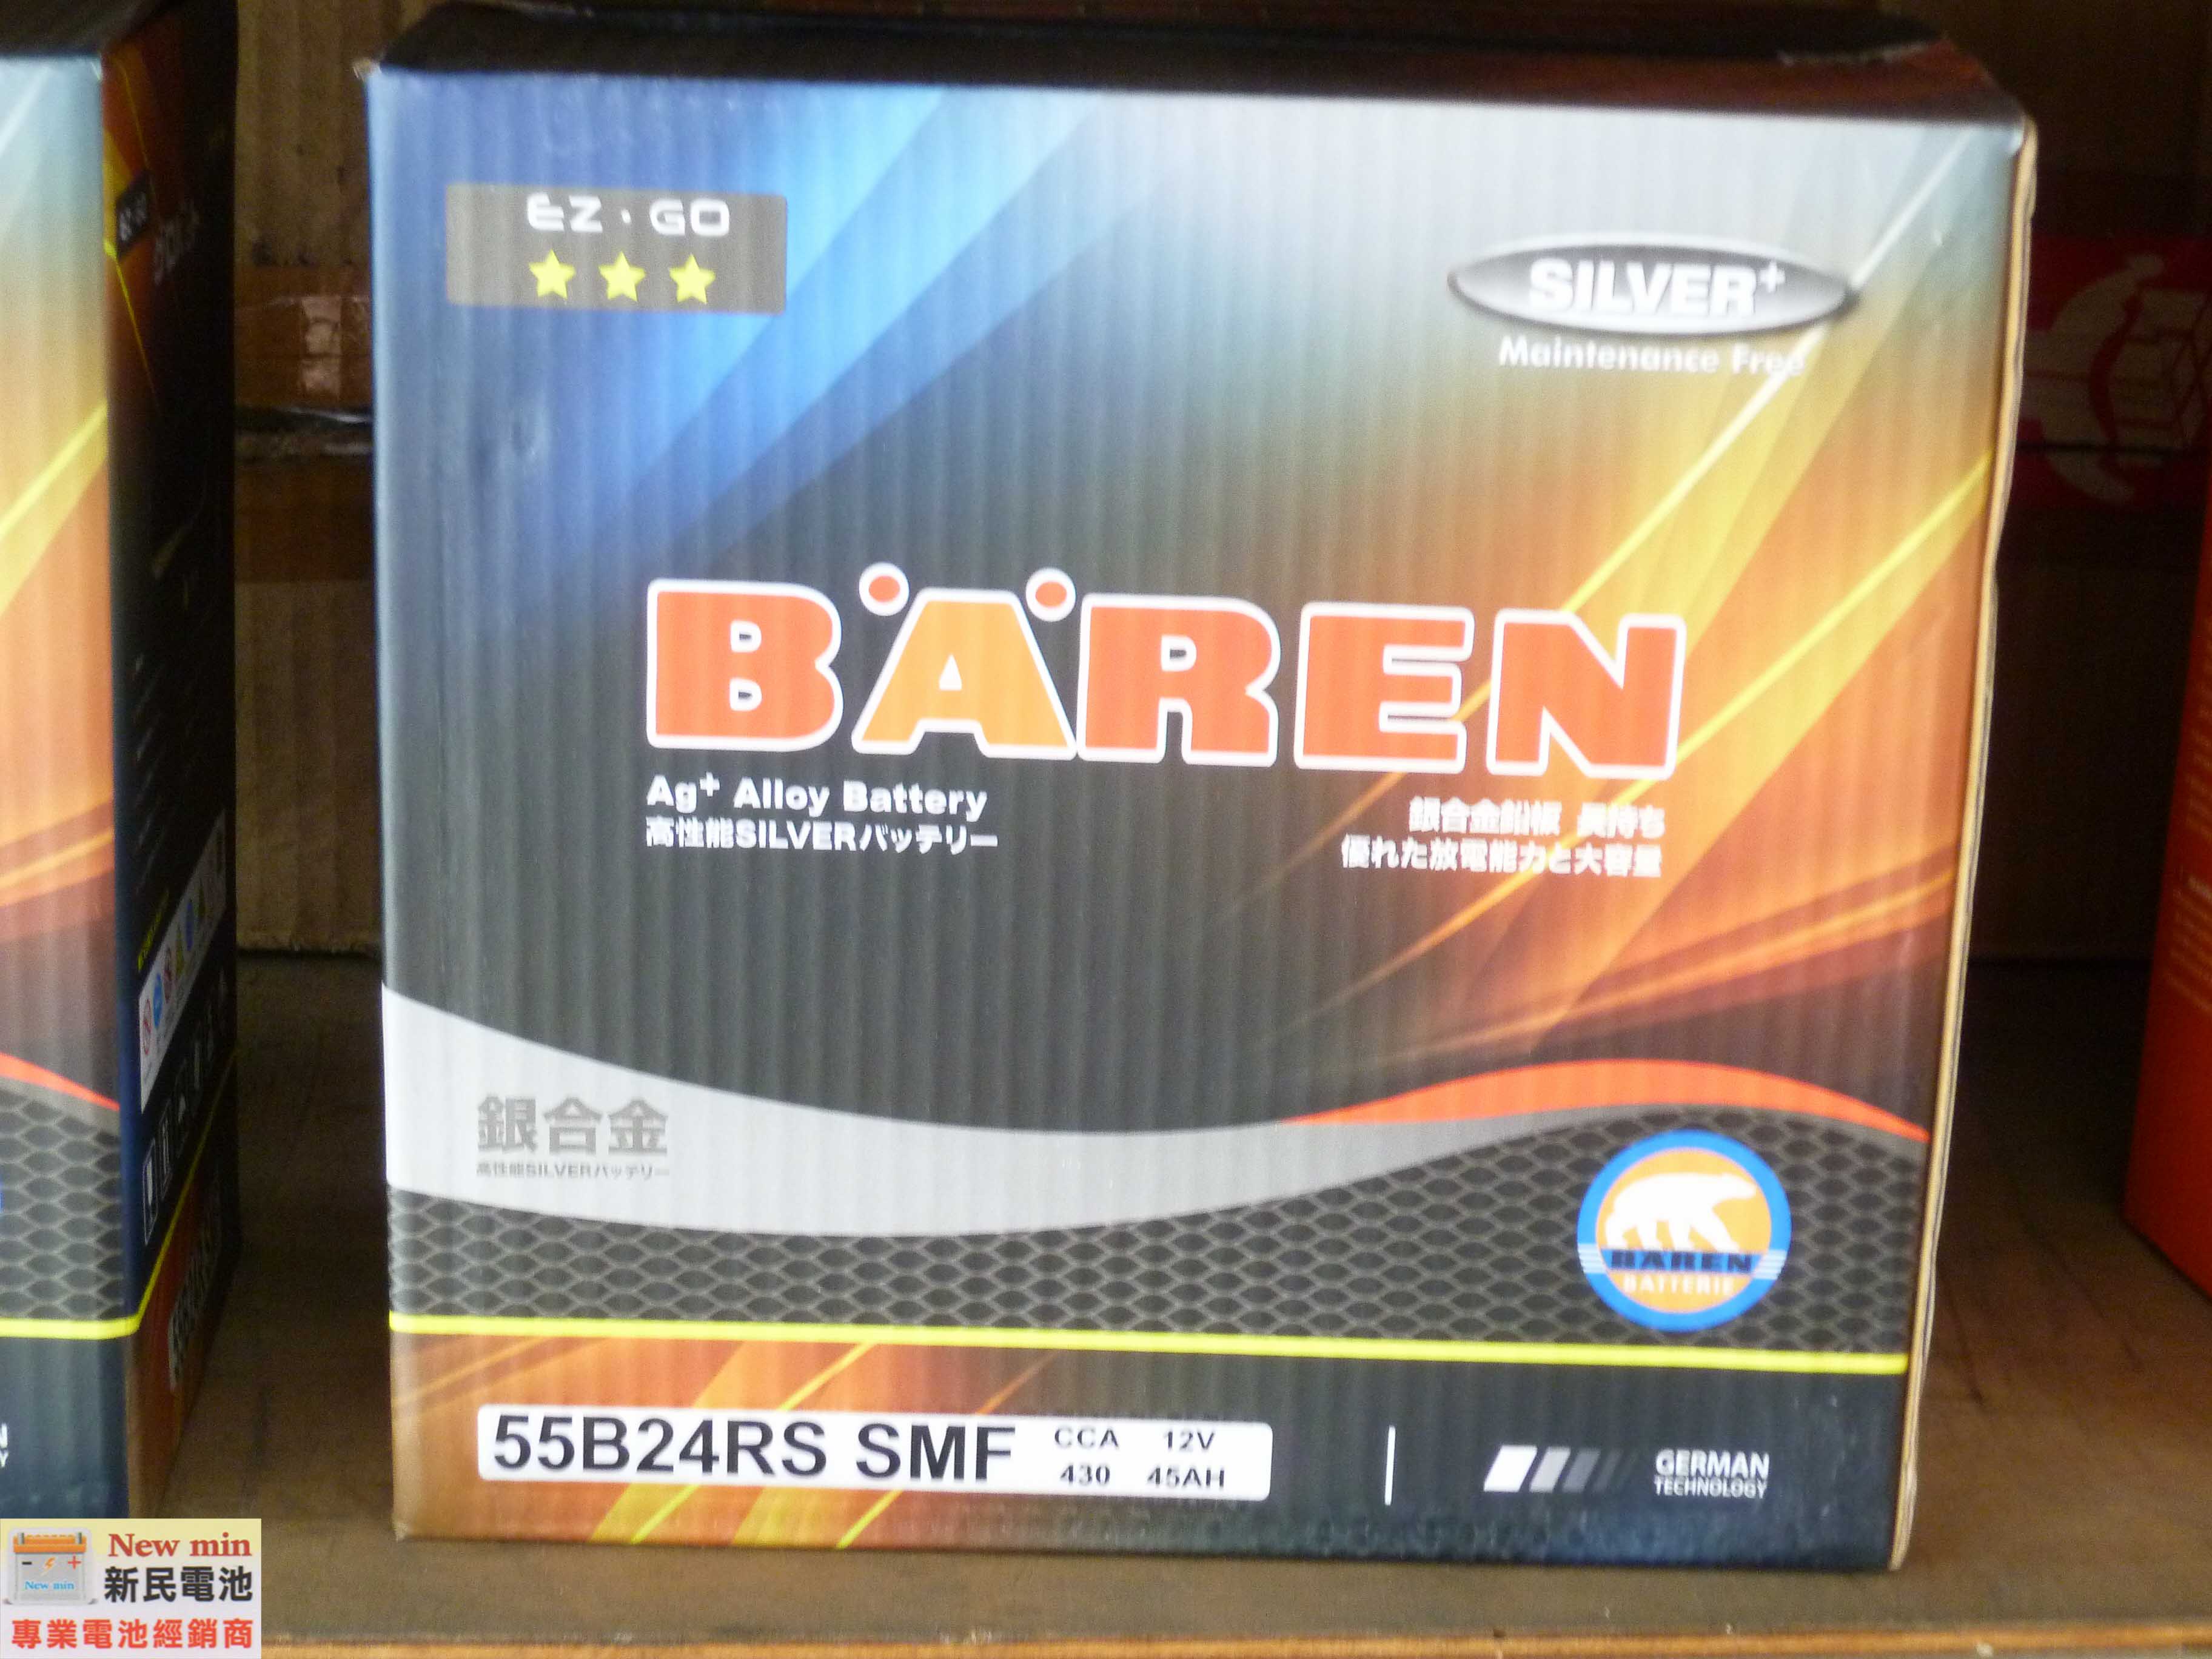 EZ・GO
SILVER+
Maintenance Free
BÄREN
Ag+ Alloy Battery
高性能SILVERバッテリー
銀合金鉛板 長持ち
優れた放電能力と大容量
銀合金
高性能SILVERバッテリー
BÄREN
BATTERIE
55B24RS SMF
CCA 12V
430 45AH
GERMAN
TECHNOLOGY
New min
New min
新民電池
專業電池經銷商